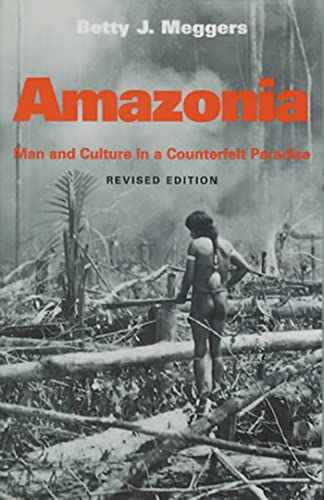 Betty J. Meggers
Amazonia
Man and Culture in a Counterfeit Paradise
REVISED EDITION